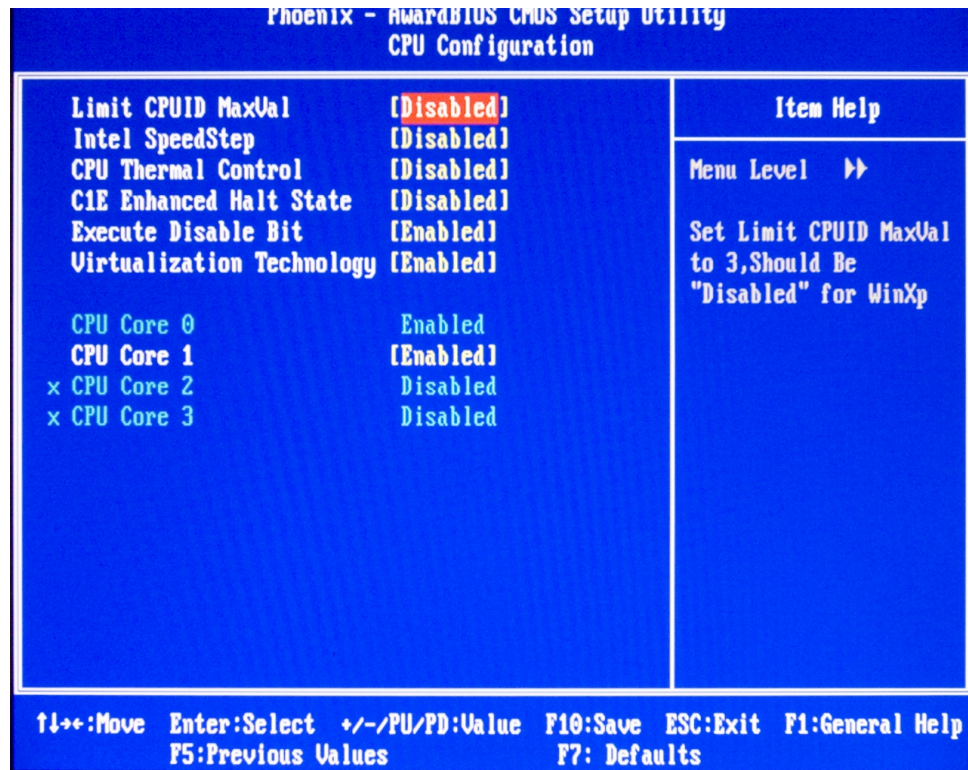 Phoenix - AwardBIOS CMOS Setup Utility
CPU Configuration
Limit CPUID MaxVal [Disabled]
Intel SpeedStep [Disabled]
CPU Thermal Control [Disabled]
C1E Enhanced Halt State [Disabled]
Execute Disable Bit [Enabled]
Virtualization Technology [Enabled]
CPU Core 0 Enabled
CPU Core 1 [Enabled]
x CPU Core 2 Disabled
x CPU Core 3 Disabled
Item Help
Menu Level ►►
Set Limit CPUID MaxVal
to 3,Should Be
"Disabled" for WinXp
↑↓→←:Move Enter:Select +/-/PU/PD:Value F10:Save ESC:Exit F1:General Help
F5:Previous Values F7: Defaults